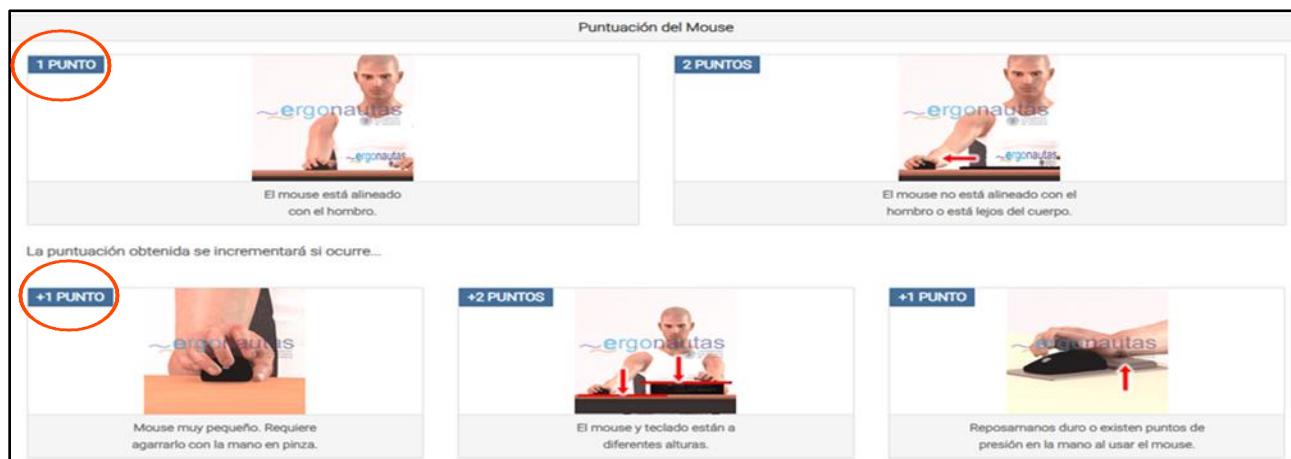 Puntuación del Mouse
1 PUNTO
2 PUNTOS
~ergonautas
~ergonautas
~ergonautas
~ergonautas
El mouse está alineado
con el hombro.
El mouse no está alineado con el
hombro o está lejos del cuerpo.
La puntuación obtenida se incrementará si ocurre...
+1 PUNTO
+2 PUNTOS
+1 PUNTO
~ergonautas
~ergonautas
~ergonautas
Mouse muy pequeño. Requiere
agarrarlo con la mano en pinza.
El mouse y teclado están a
diferentes alturas.
Reposamanos duro o existen puntos de
presión en la mano al usar el mouse.